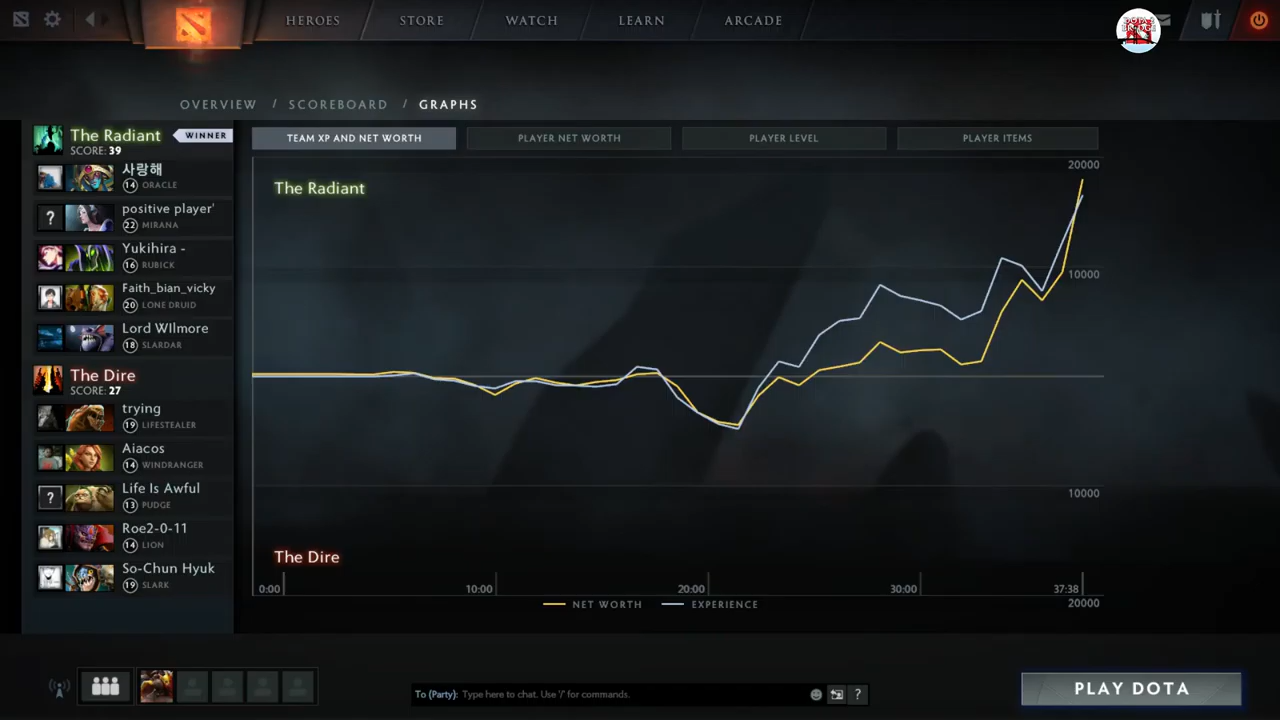 HEROES
STORE
WATCH
LEARN
ARCADE
OVERVIEW / SCOREBOARD / GRAPHS
The Radiant
WINNER
SCORE: 39
사랑해
14 ORACLE
?
positive player'
22 MIRANA
Yukihira -
16 RUBICK
Faith_bian_vicky
20 LONE DRUID
Lord WIlmore
18 SLARDAR
The Dire
SCORE: 27
trying
19 LIFESTEALER
Aiacos
14 WINDRANGER
?
Life Is Awful
13 PUDGE
Roe2-0-11
14 LION
So-Chun Hyuk
19 SLARK
TEAM XP AND NET WORTH
PLAYER NET WORTH
PLAYER LEVEL
PLAYER ITEMS
20000
The Radiant
10000
10000
The Dire
0:00
10:00
20:00
30:00
37:38
20000
NET WORTH
EXPERIENCE
To (Party): Type here to chat. Use '/' for commands.
?
PLAY DOTA